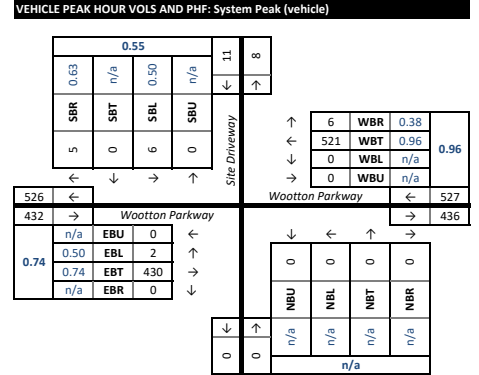 VEHICLE PEAK HOUR VOLS AND PHF: System Peak (vehicle)
0.55
11
8
0.63
n/a
0.50
n/a
↓
↑
SBR
SBT
SBL
SBU
Site Driveway
5
0
6
0
← ↓ → ↑
↑ 6 WBR 0.38
← 521 WBT 0.96
↓ 0 WBL n/a
→ 0 WBU n/a
0.96
526 ←
Wootton Parkway
← 527
432 →
Wootton Parkway
→ 436
0.74
n/a EBU 0 ←
0.50 EBL 2 ↑
0.74 EBT 430 →
n/a EBR 0 ↓
↓ ← ↑ →
0
0
0
0
NBU
NBL
NBT
NBR
n/a
n/a
n/a
n/a
↓
↑
0
0
n/a